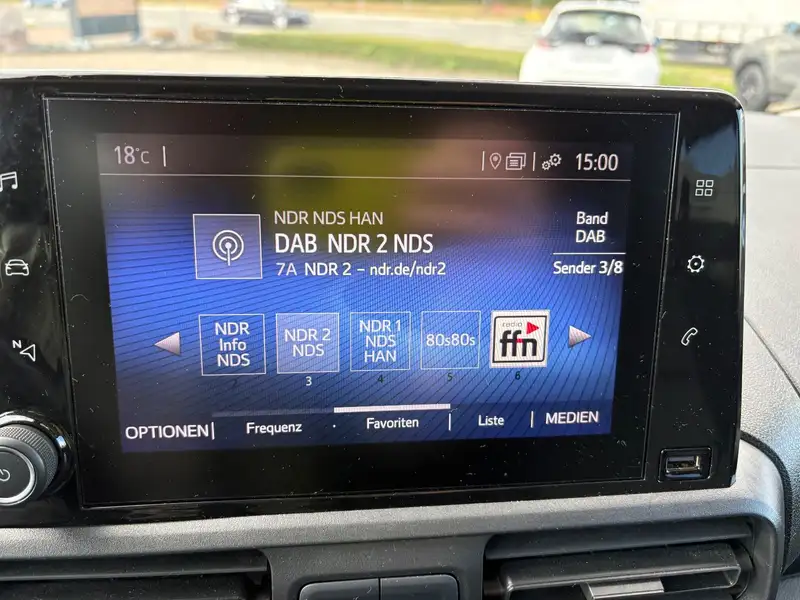 18°C
15:00
NDR NDS HAN
DAB NDR 2 NDS
7A NDR 2 - ndr.de/ndr2
Band
DAB
Sender 3/8
NDR
Info
NDS
NDR 2
NDS
NDR 1
NDS
HAN
80s80s
radio
ffn
2
3
4
5
6
OPTIONEN
Frequenz
Favoriten
Liste
MEDIEN
N